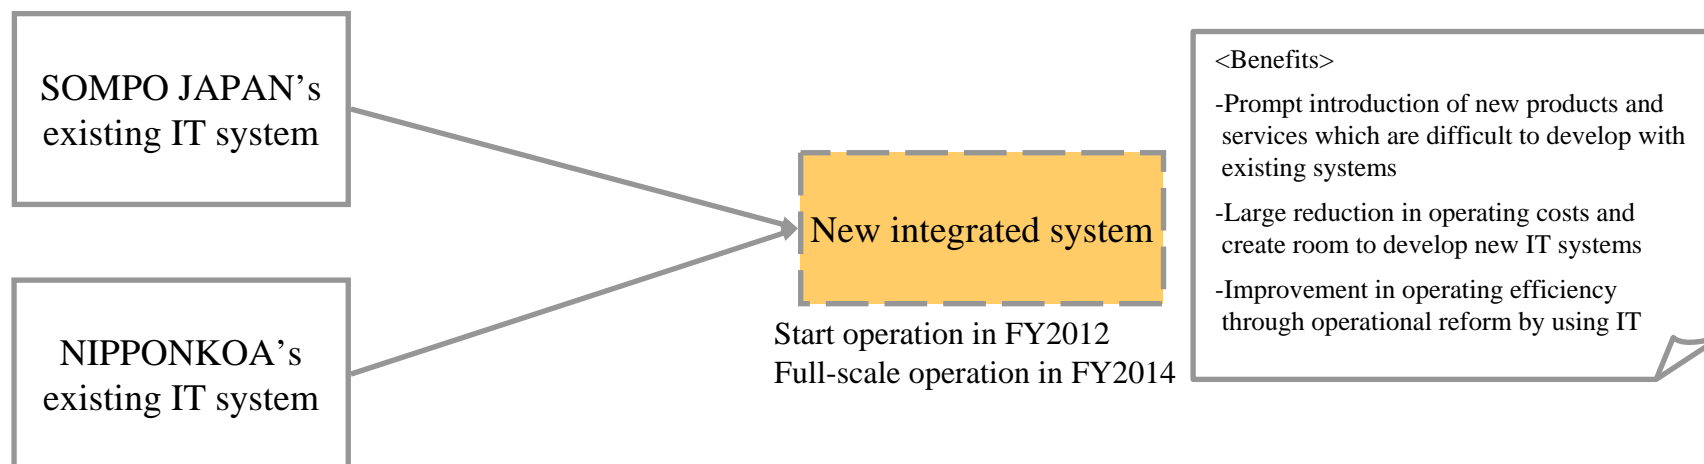 SOMPO JAPAN’s
existing IT system
NIPPONKOA’s
existing IT system
New integrated system
Start operation in FY2012
Full-scale operation in FY2014
<Benefits>
-Prompt introduction of new products and
services which are difficult to develop with
existing systems
-Large reduction in operating costs and
create room to develop new IT systems
-Improvement in operating efficiency
through operational reform by using IT